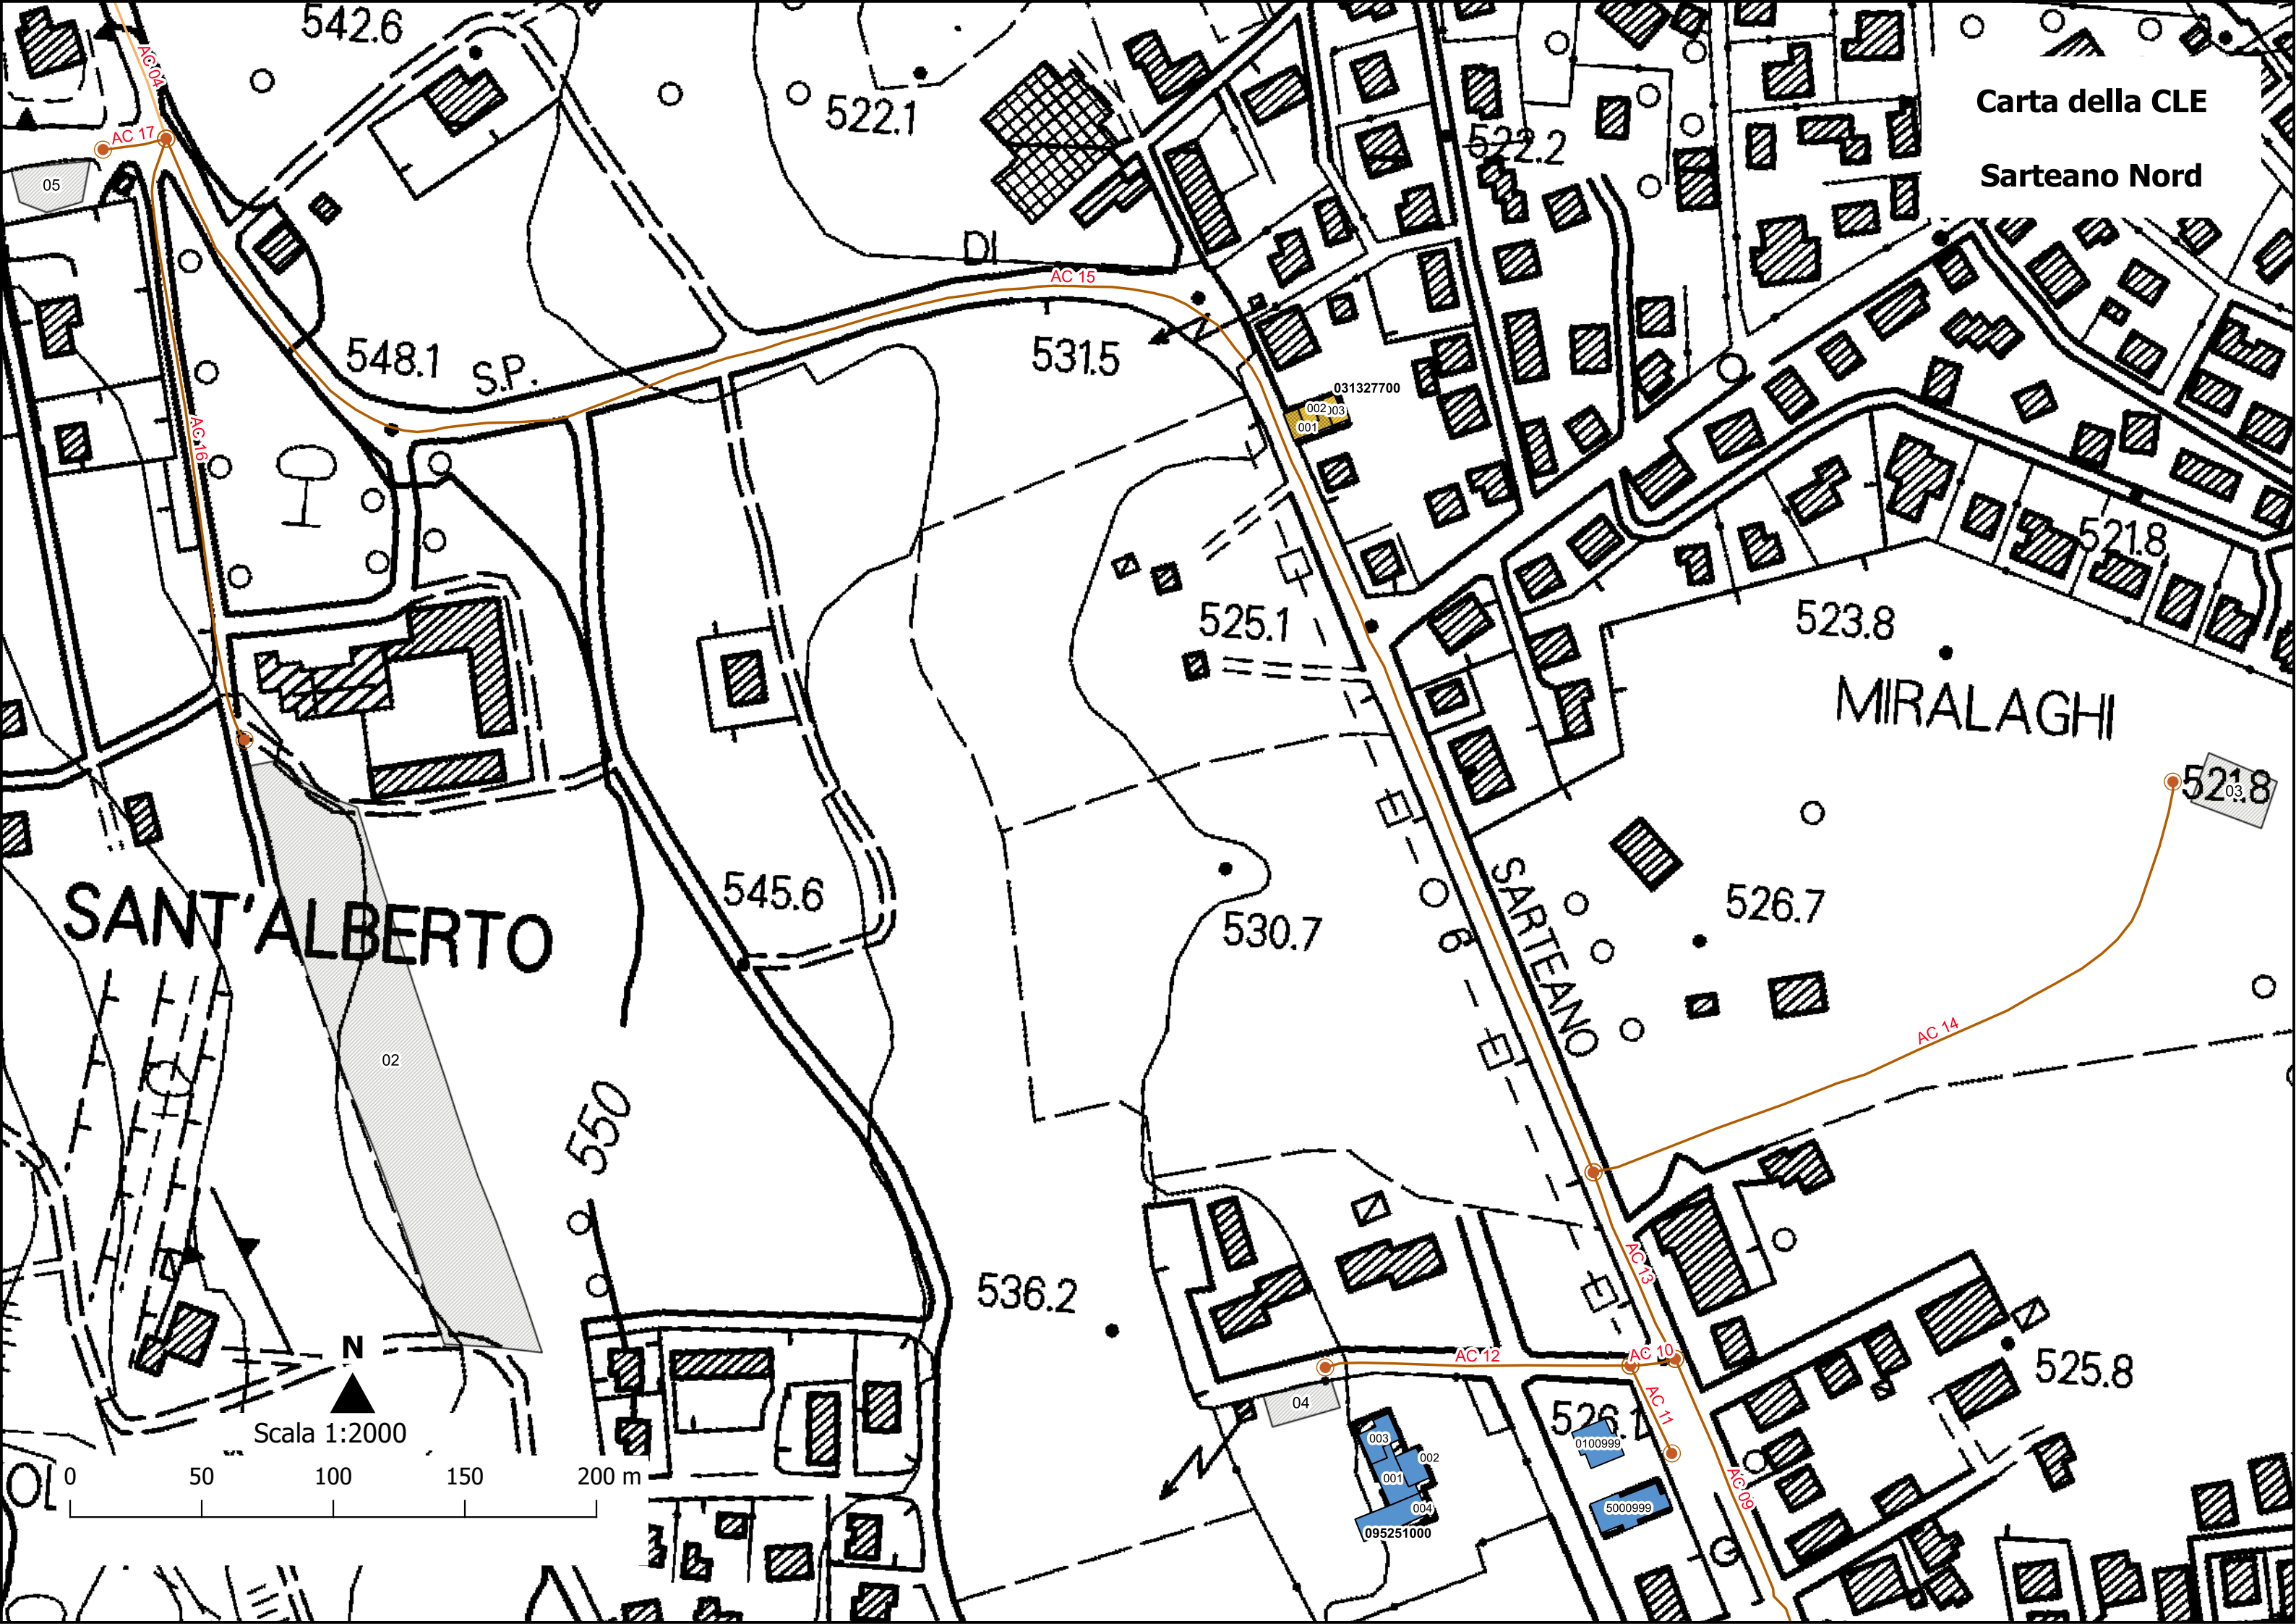 542.6
AC 04
522.1
Carta della CLE
Sarteano Nord
522.2
AC 17
05
DI
AC 15
548.1
S.P.
531.5
031327700
002
003
001
AC 16
521.8
525.1
523.8
MIRALAGHI
521.8
03
SANT'ALBERTO
545.6
530.7
6
SARTEANO
526.7
02
AC 14
550
536.2
AC 13
N
Scala 1:2000
0 50 100 150 200 m
AC 12
AC 10
525.8
04
AC 11
526.1
003
0100999
002
001
AC 09
004
5000999
095251000